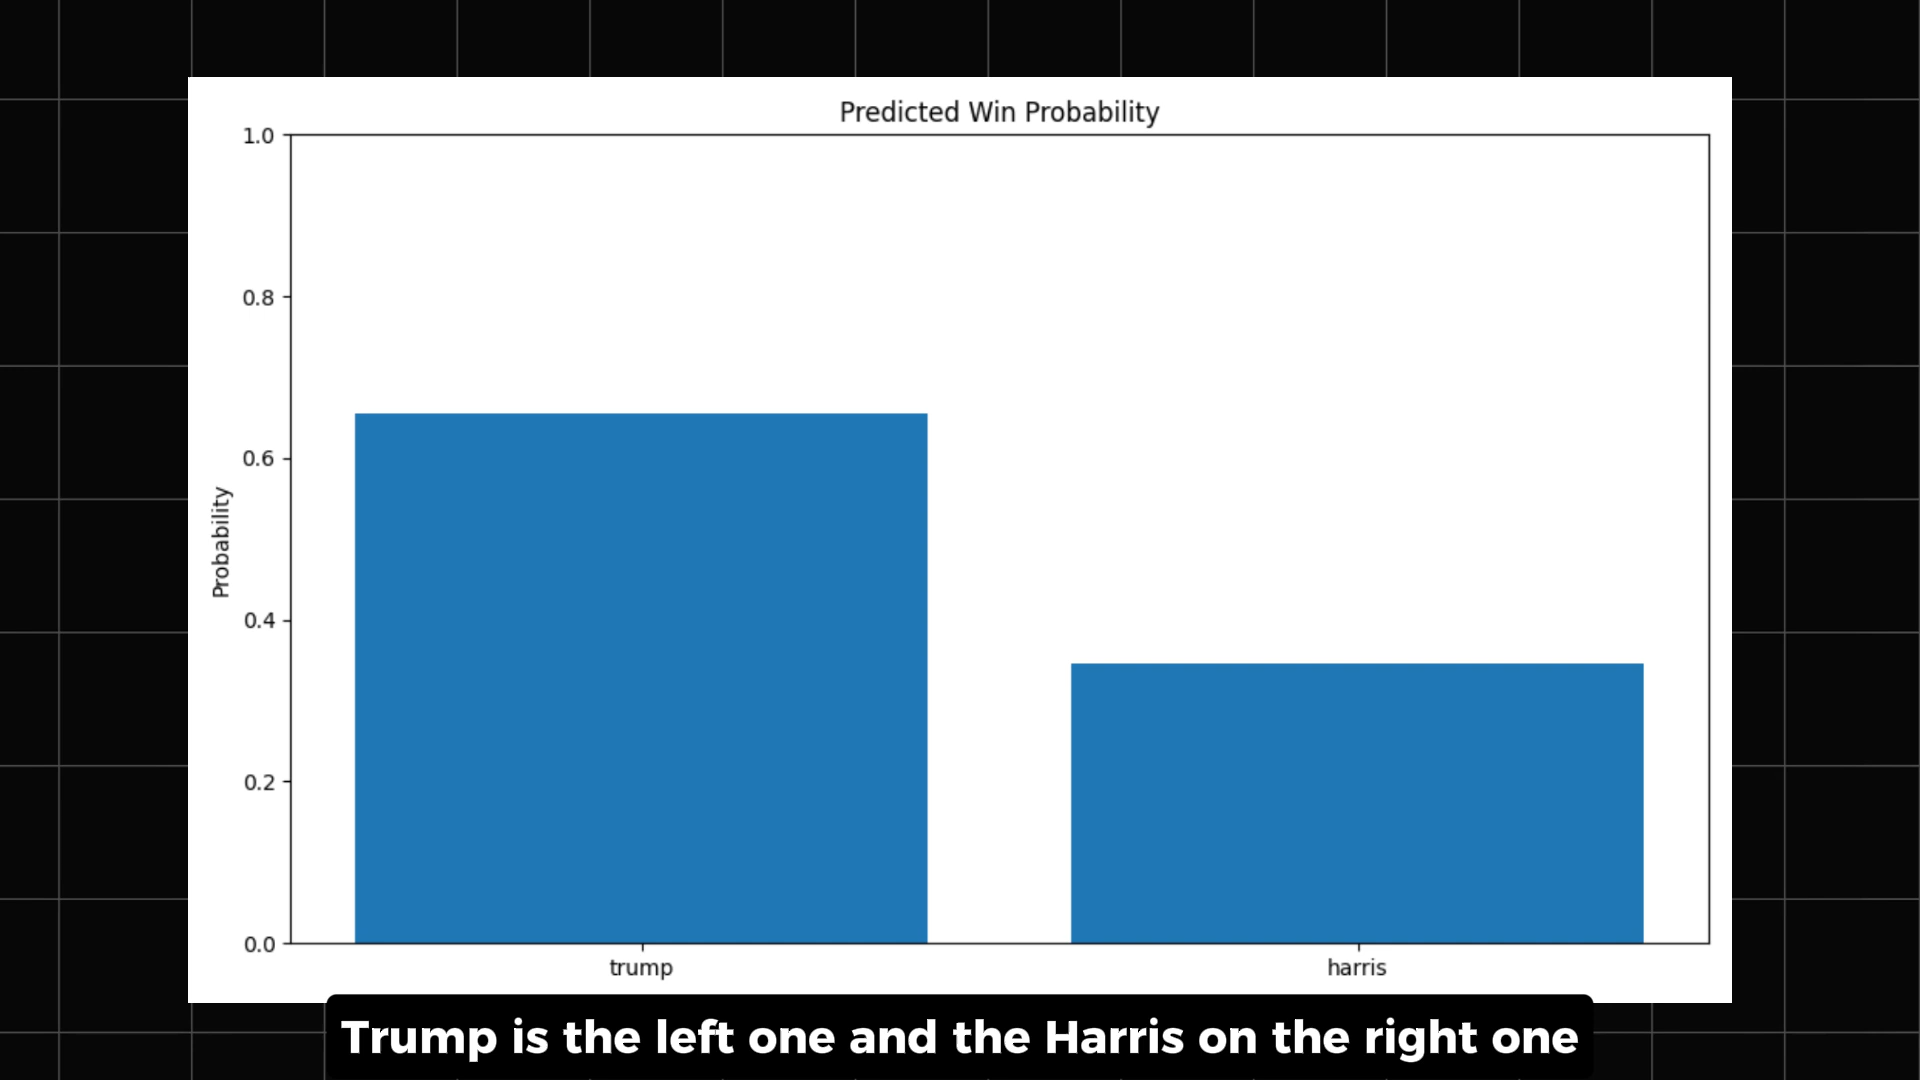 Predicted Win Probability
1.0
0.8
0.6
0.4
0.2
0.0
Probability
trump
harris
Trump is the left one and the Harris on the right one